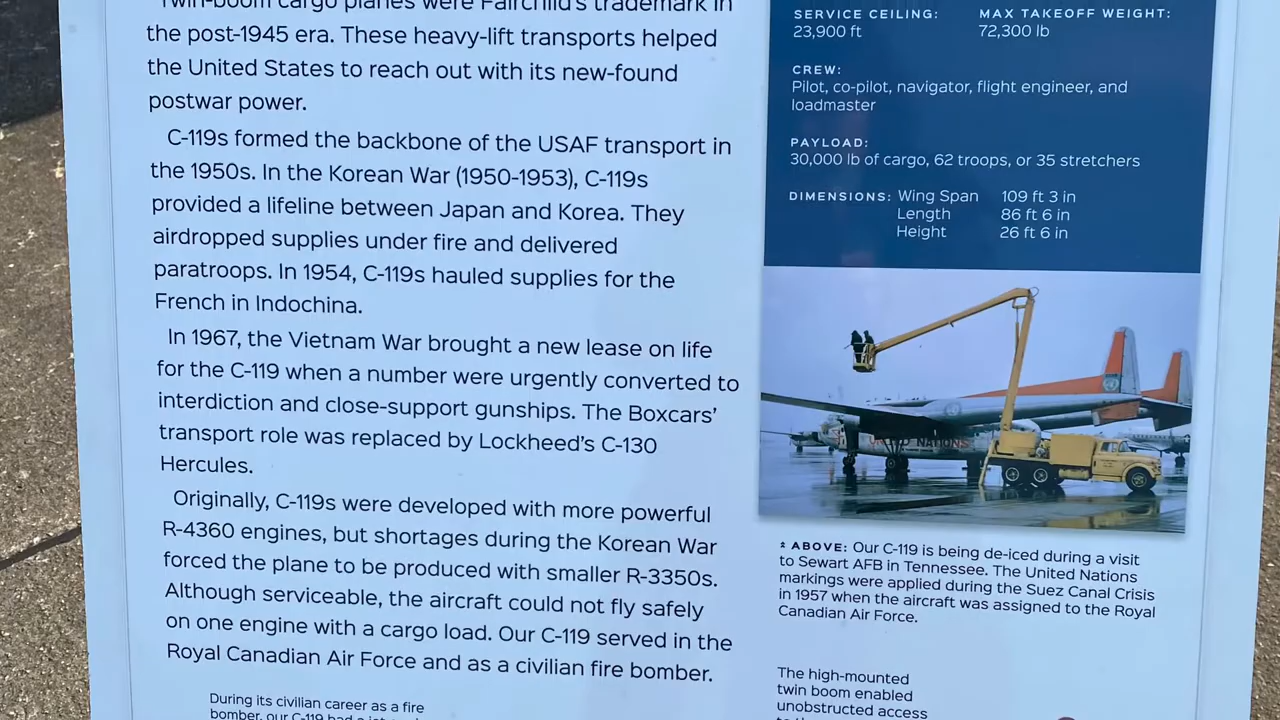 Twin-boom cargo planes were Fairchild's trademark in
the post-1945 era. These heavy-lift transports helped
the United States to reach out with its new-found
postwar power.
C-119s formed the backbone of the USAF transport in
the 1950s. In the Korean War (1950-1953), C-119s
provided a lifeline between Japan and Korea. They
airdropped supplies under fire and delivered
paratroops. In 1954, C-119s hauled supplies for the
French in Indochina.
In 1967, the Vietnam War brought a new lease on life
for the C-119 when a number were urgently converted to
interdiction and close-support gunships. The Boxcars'
transport role was replaced by Lockheed's C-130
Hercules.
Originally, C-119s were developed with more powerful
R-4360 engines, but shortages during the Korean War
forced the plane to be produced with smaller R-3350s.
Although serviceable, the aircraft could not fly safely
on one engine with a cargo load. Our C-119 served in the
Royal Canadian Air Force and as a civilian fire bomber.
During its civilian career as a fire
bomber, our C-119 had a
SERVICE CEILING: MAX TAKEOFF WEIGHT:
23,900 ft 72,300 lb
CREW:
Pilot, co-pilot, navigator, flight engineer, and
loadmaster
PAYLOAD:
30,000 lb of cargo, 62 troops, or 35 stretchers
DIMENSIONS: Wing Span 109 ft 3 in
Length 86 ft 6 in
Height 26 ft 6 in
UNITED NATIONS
ABOVE: Our C-119 is being de-iced during a visit
to Sewart AFB in Tennessee. The United Nations
markings were applied during the Suez Canal Crisis
in 1957 when the aircraft was assigned to the Royal
Canadian Air Force.
The high-mounted
twin boom enabled
unobstructed access